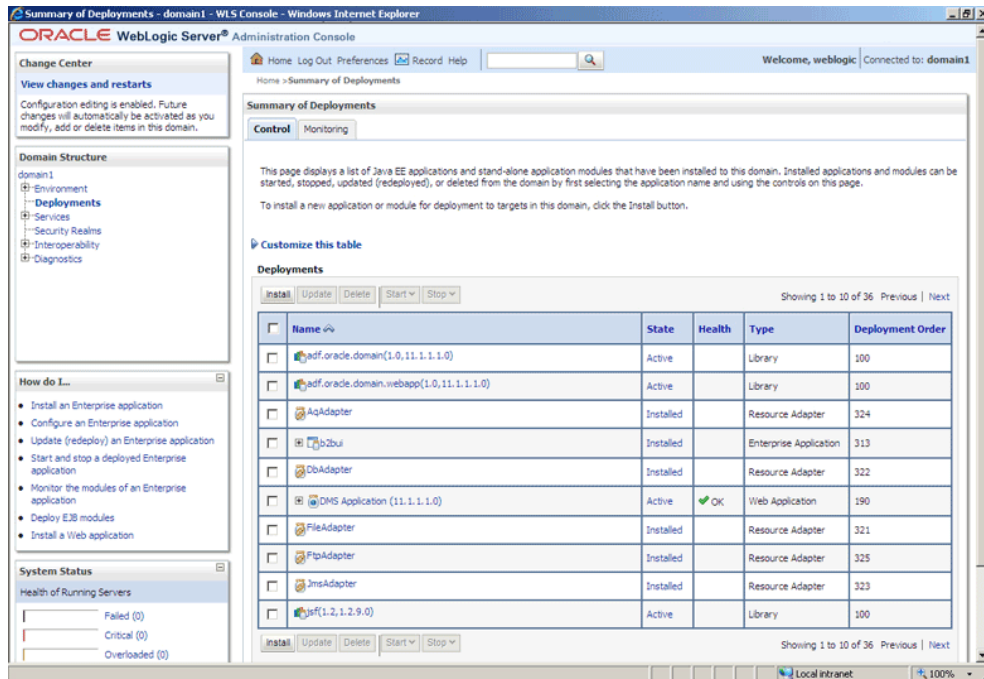 Summary of Deployments - domain1 - WLS Console - Windows Internet Explorer
ORACLE WebLogic Server® Administration Console
Change Center
View changes and restarts
Configuration editing is enabled. Future
changes will automatically be activated as you
modify, add or delete items in this domain.
Domain Structure
domain1
Environment
Deployments
Services
Security Realms
Interoperability
Diagnostics
How do I...
Install an Enterprise application
Configure an Enterprise application
Update (redeploy) an Enterprise application
Start and stop a deployed Enterprise
application
Monitor the modules of an Enterprise
application
Deploy EJB modules
Install a Web application
System Status
Health of Running Servers
Failed (0)
Critical (0)
Overloaded (0)
Home Log Out Preferences Record Help
Welcome, weblogic Connected to: domain1
Home >Summary of Deployments
Summary of Deployments
Control Monitoring
This page displays a list of Java EE applications and stand-alone application modules that have been installed to this domain. Installed applications and modules can be
started, stopped, updated (redeployed), or deleted from the domain by first selecting the application name and using the controls on this page.
To install a new application or module for deployment to targets in this domain, click the Install button.
Customize this table
Deployments
Install Update Delete Start Stop Showing 1 to 10 of 36 Previous | Next
Name State Health Type Deployment Order
adf.oracle.domain(1.0,11.1.1.1.0) Active Library 100
adf.oracle.domain.webapp(1.0,11.1.1.1.0) Active Library 100
AqAdapter Installed Resource Adapter 324
b2bui Installed Enterprise Application 313
DbAdapter Installed Resource Adapter 322
DMS Application (11.1.1.1.0) Active OK Web Application 190
FileAdapter Installed Resource Adapter 321
FtpAdapter Installed Resource Adapter 325
JmsAdapter Installed Resource Adapter 323
jsf(1.2,1.2.9.0) Active Library 100
Install Update Delete Start Stop Showing 1 to 10 of 36 Previous | Next
Local intranet 100%